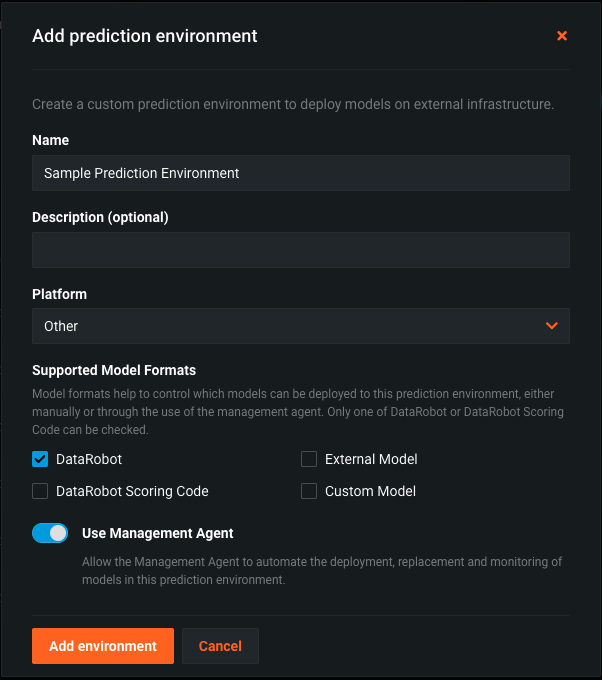 Add prediction environment
Create a custom prediction environment to deploy models on external infrastructure.
Name
Sample Prediction Environment
Description (optional)
Platform
Other
Supported Model Formats
Model formats help to control which models can be deployed to this prediction environment, either
manually or through the use of the management agent. Only one of DataRobot or DataRobot Scoring
Code can be checked.
DataRobot
External Model
DataRobot Scoring Code
Custom Model
Use Management Agent
Allow the Management Agent to automate the deployment, replacement and monitoring of
models in this prediction environment.
Add environment
Cancel